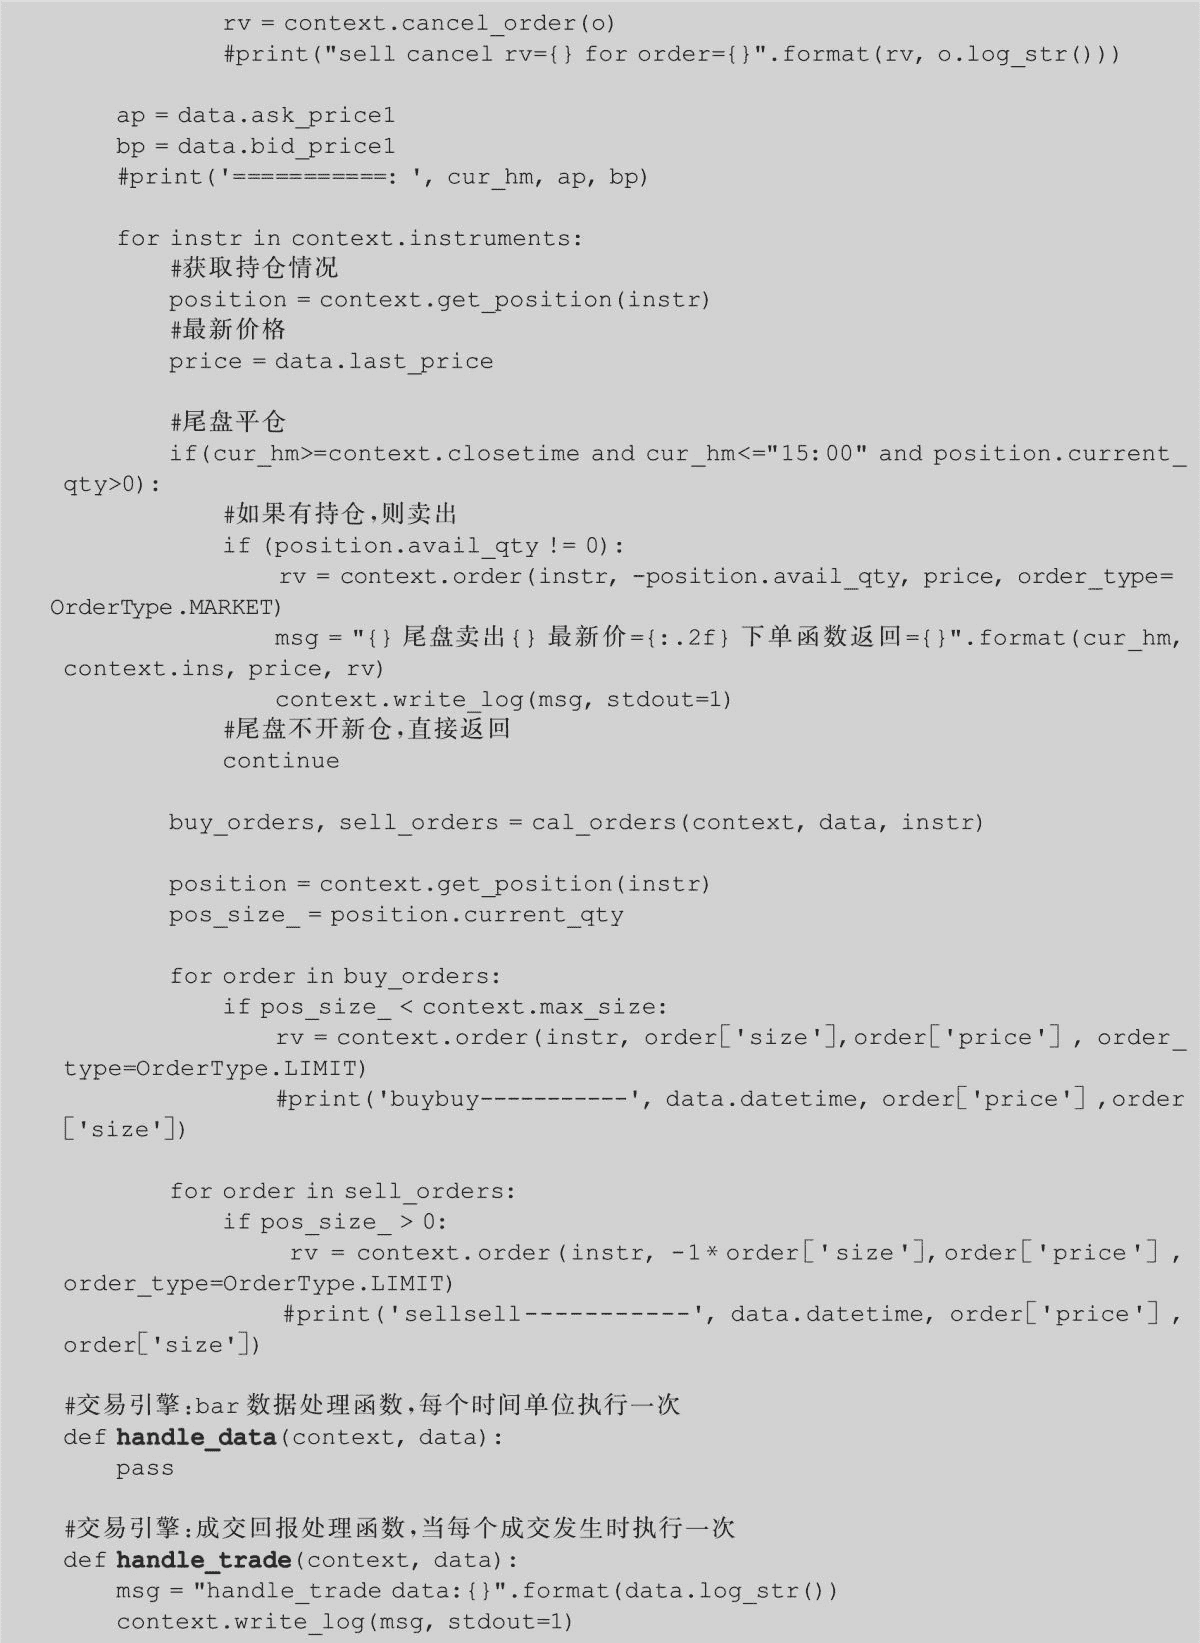 rv = context.cancel_order(o)
            #print("sell cancel rv={} for order={}".format(rv, o.log_str()))

    ap = data.ask_price1
    bp = data.bid_price1
    #print('===========: ', cur_hm, ap, bp)

    for instr in context.instruments:
        #获取持仓情况
        position = context.get_position(instr)
        #最新价格
        price = data.last_price

        #尾盘平仓
        if(cur_hm>=context.closetime and cur_hm<="15:00" and position.current_
qty>0):
            #如果有持仓,则卖出
            if (position.avail_qty != 0):
                rv = context.order(instr, -position.avail_qty, price, order_type=
OrderType.MARKET)
                msg = "{} 尾盘卖出{} 最新价={:.2f} 下单函数返回={}".format(cur_hm,
context.ins, price, rv)
                context.write_log(msg, stdout=1)
            #尾盘不开新仓,直接返回
            continue

        buy_orders, sell_orders = cal_orders(context, data, instr)

        position = context.get_position(instr)
        pos_size_ = position.current_qty

        for order in buy_orders:
            if pos_size_ < context.max_size:
                rv = context.order(instr, order['size'],order['price'] , order_
type=OrderType.LIMIT)
                #print('buybuy-----------', data.datetime, order['price'] ,order
['size'])

        for order in sell_orders:
            if pos_size_ > 0:
                rv = context.order(instr, -1*order['size'],order['price'] ,
order_type=OrderType.LIMIT)
                #print('sellsell-----------', data.datetime, order['price'] ,
order['size'])

#交易引擎:bar 数据处理函数,每个时间单位执行一次
def handle_data(context, data):
    pass

#交易引擎:成交回报处理函数,当每个成交发生时执行一次
def handle_trade(context, data):
    msg = "handle_trade data:{}".format(data.log_str())
    context.write_log(msg, stdout=1)